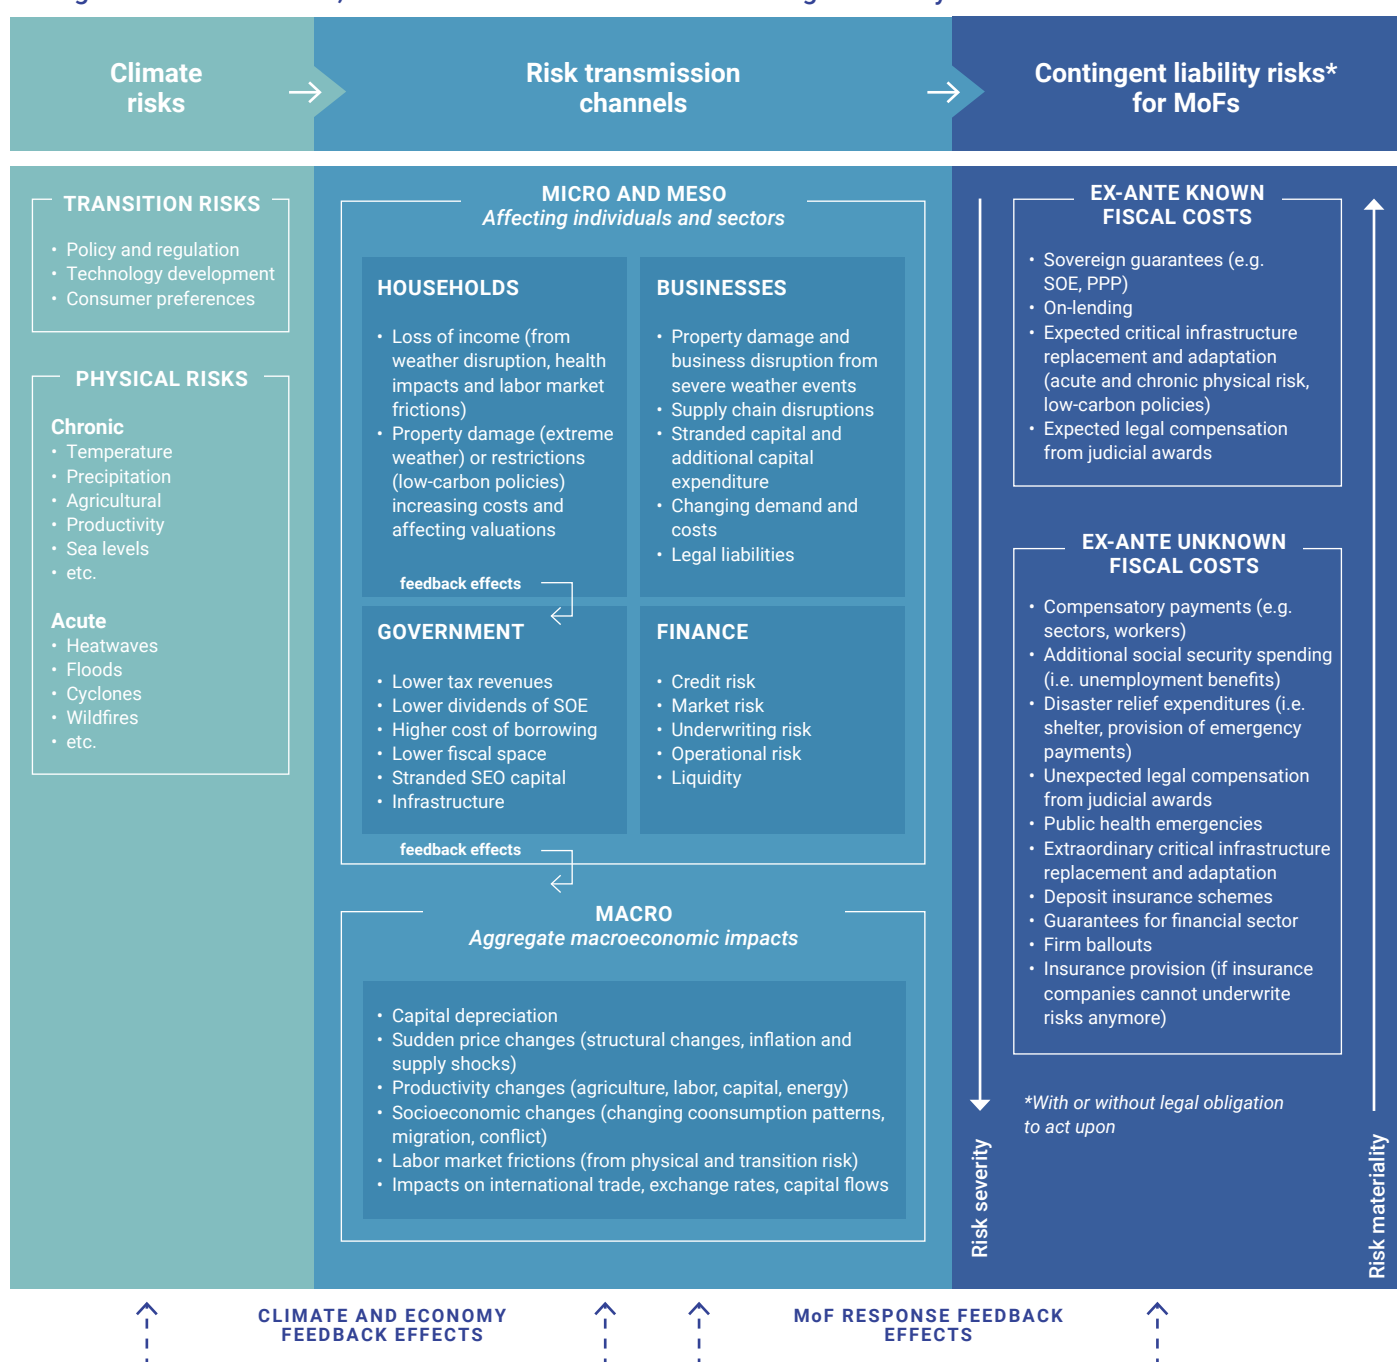 Climate
risks
Risk transmission
channels
Contingent liability risks*
for MoFs
TRANSITION RISKS
• Policy and regulation
• Technology development
• Consumer preferences
PHYSICAL RISKS
Chronic
• Temperature
• Precipitation
• Agricultural
• Productivity
• Sea levels
• etc.
Acute
• Heatwaves
• Floods
• Cyclones
• Wildfires
• etc.
MICRO AND MESO
Affecting individuals and sectors
HOUSEHOLDS
• Loss of income (from
weather disruption, health
impacts and labor market
frictions)
• Property damage (extreme
weather) or restrictions
(low-carbon policies)
increasing costs and
affecting valuations
feedback effects
BUSINESSES
• Property damage and
business disruption from
severe weather events
• Supply chain disruptions
• Stranded capital and
additional capital
expenditure
• Changing demand and
costs
• Legal liabilities
GOVERNMENT
• Lower tax revenues
• Lower dividends of SOE
• Higher cost of borrowing
• Lower fiscal space
• Stranded SEO capital
• Infrastructure
FINANCE
• Credit risk
• Market risk
• Underwriting risk
• Operational risk
• Liquidity
feedback effects
MACRO
Aggregate macroeconomic impacts
• Capital depreciation
• Sudden price changes (structural changes, inflation and
supply shocks)
• Productivity changes (agriculture, labor, capital, energy)
• Socioeconomic changes (changing coonsumption patterns,
migration, conflict)
• Labor market frictions (from physical and transition risk)
• Impacts on international trade, exchange rates, capital flows
Risk severity
EX-ANTE KNOWN
FISCAL COSTS
• Sovereign guarantees (e.g.
SOE, PPP)
• On-lending
• Expected critical infrastructure
replacement and adaptation
(acute and chronic physical risk,
low-carbon policies)
• Expected legal compensation
from judicial awards
EX-ANTE UNKNOWN
FISCAL COSTS
• Compensatory payments (e.g.
sectors, workers)
• Additional social security spending
(i.e. unemployment benefits)
• Disaster relief expenditures (i.e.
shelter, provision of emergency
payments)
• Unexpected legal compensation
from judicial awards
• Public health emergencies
• Extraordinary critical infrastructure
replacement and adaptation
• Deposit insurance schemes
• Guarantees for financial sector
• Firm ballouts
• Insurance provision (if insurance
companies cannot underwrite
risks anymore)
*With or without legal obligation
to act upon
Risk materiality
CLIMATE AND ECONOMY
FEEDBACK EFFECTS
MoF RESPONSE FEEDBACK
EFFECTS